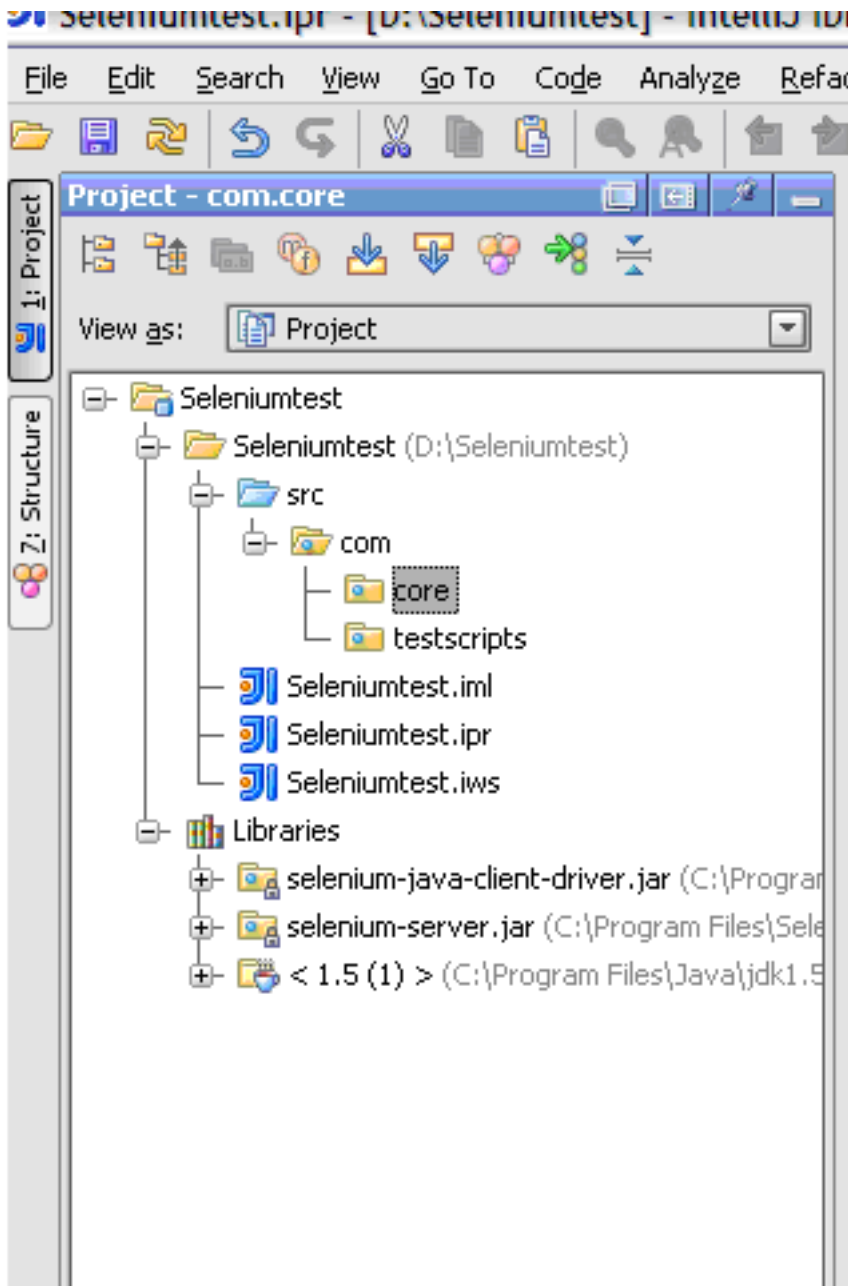 Seleniumtest.ipr - [D:\Seleniumtest] - IntelliJ
File Edit Search View Go To Code Analyze Refac
Project - com.core
1: Project
7: Structure
View as: Project
Seleniumtest
Seleniumtest (D:\Seleniumtest)
src
com
core
testscripts
Seleniumtest.iml
Seleniumtest.ipr
Seleniumtest.iws
Libraries
selenium-java-client-driver.jar (C:\Program
selenium-server.jar (C:\Program Files\Sele
< 1.5 (1) > (C:\Program Files\Java\jdk1.5